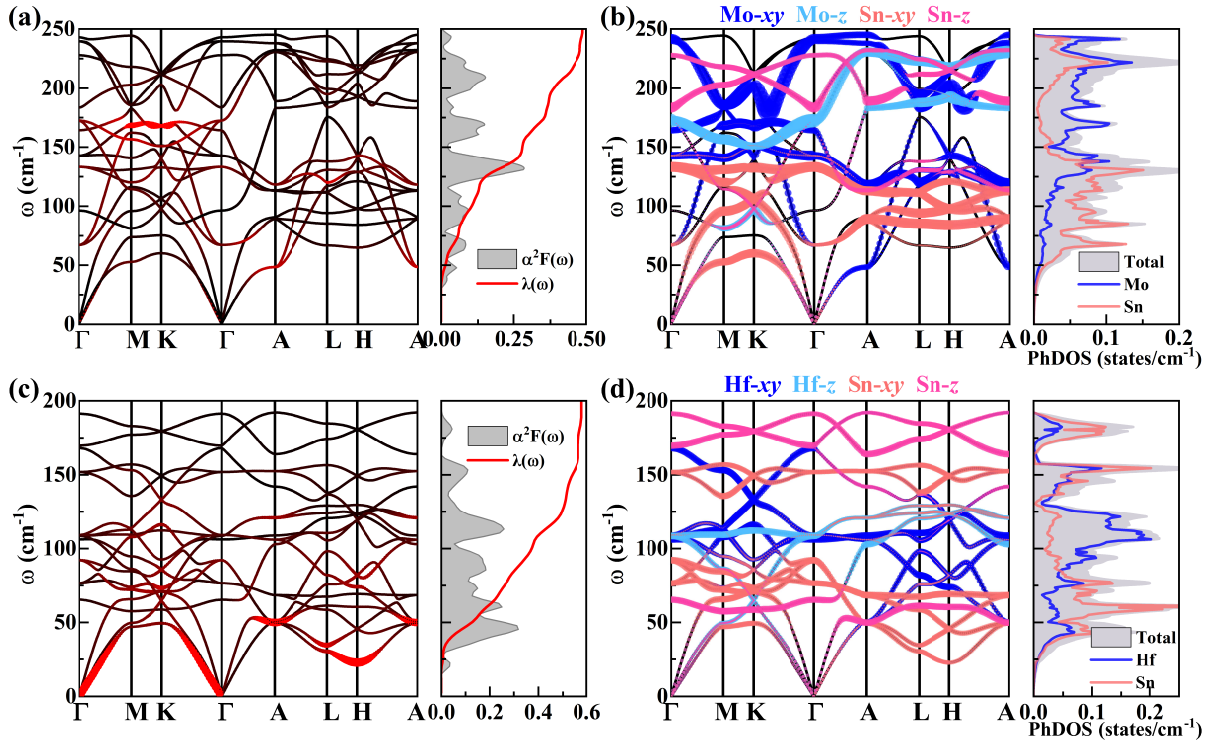 (a)
250
200
150
100
50
0
ω (cm⁻¹)
Γ M K Γ A L H A
α²F(ω)
λ(ω)
0.00 0.25 0.50
(b)
Mo-xy Mo-z Sn-xy Sn-z
250
200
150
100
50
0
ω (cm⁻¹)
Γ M K Γ A L H A
Total
Mo
Sn
0.0 0.1 0.2
PhDOS (states/cm⁻¹)
(c)
200
150
100
50
0
ω (cm⁻¹)
Γ M K Γ A L H A
α²F(ω)
λ(ω)
0.0 0.2 0.4 0.6
(d)
Hf-xy Hf-z Sn-xy Sn-z
200
150
100
50
0
ω (cm⁻¹)
Γ M K Γ A L H A
Total
Hf
Sn
0.0 0.1 0.2
PhDOS (states/cm⁻¹)